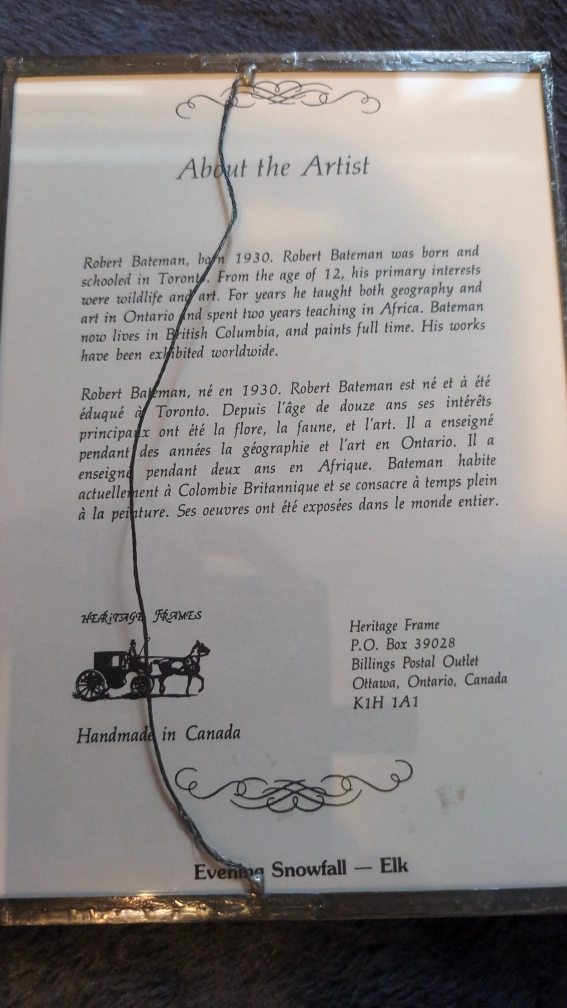 About the Artist
Robert Bateman, born 1930. Robert Bateman was born and
schooled in Toronto. From the age of 12, his primary interests
were wildlife and art. For years he taught both geography and
art in Ontario and spent two years teaching in Africa. Bateman
now lives in British Columbia, and paints full time. His works
have been exhibited worldwide.
Robert Bateman, né en 1930. Robert Bateman est né et à été
éduqué à Toronto. Depuis l'âge de douze ans ses intérêts
principaux ont été la flore, la faune, et l'art. Il a enseigné
pendant des années la géographie et l'art en Ontario. Il a
enseigné pendant deux ans en Afrique. Bateman habite
actuellement à Colombie Britannique et se consacre à temps plein
à la peinture. Ses oeuvres ont été exposées dans le monde entier.
HERITAGE FRAMES
Handmade in Canada
Heritage Frame
P.O. Box 39028
Billings Postal Outlet
Ottawa, Ontario, Canada
K1H 1A1
Evening Snowfall — Elk